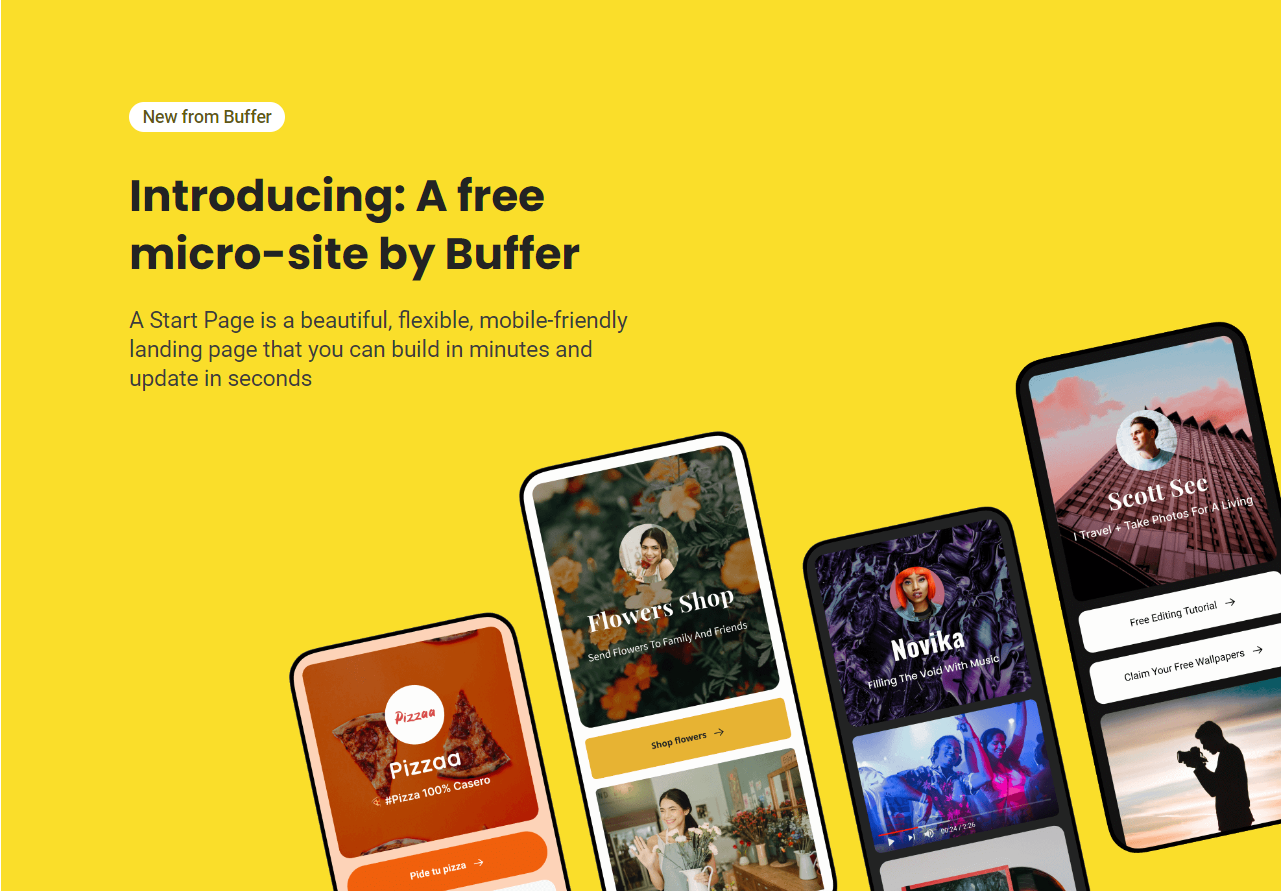 New from Buffer
Introducing: A free
micro-site by Buffer
A Start Page is a beautiful, flexible, mobile-friendly
landing page that you can build in minutes and
update in seconds
Scott See
I Travel + Take Photos For A Living
Free Editing Tutorial →
Claim Your Free Wallpapers →
Flowers Shop
Send Flowers To Family And Friends
Shop flowers →
Novika
Filling The Void With Music
00:24 / 2:26
Pizzaa
Pizzaa
🍕 #Pizza 100% Casero
Pide tu pizza →